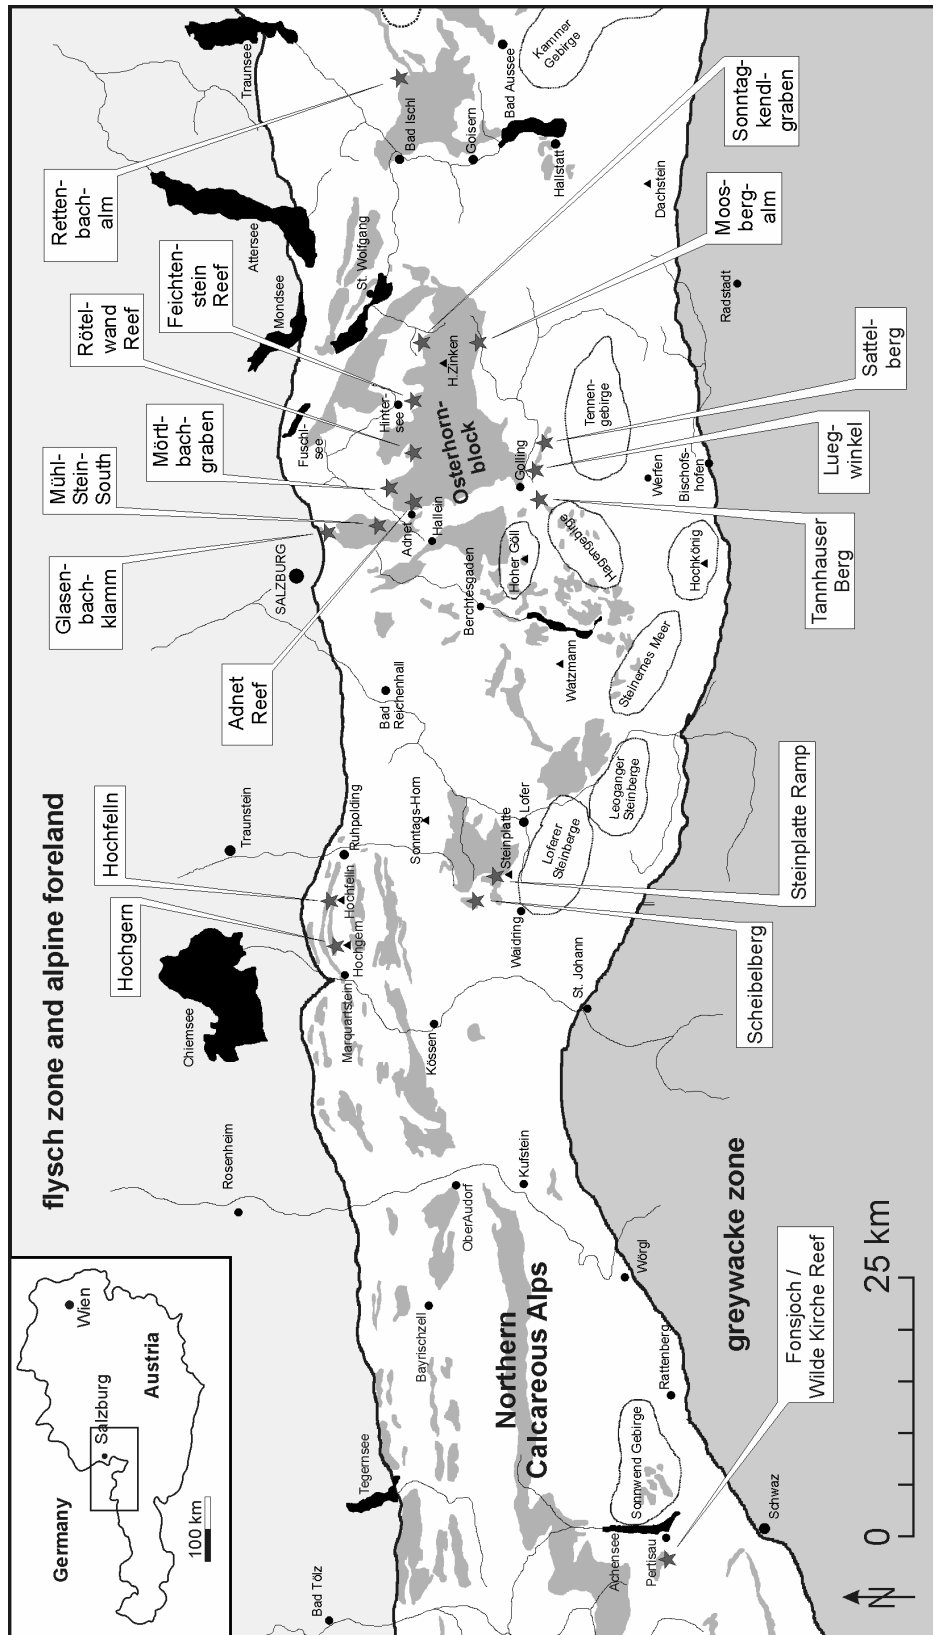 Germany
Austria
Salzburg
Wien
100 km
flysch zone and alpine foreland
Northern
Calcareous Alps
greywacke zone
Osterhorn-
block
0
25 km
N
Hochgern
Hochfelln
Adnet
Reef
Glasen-
bach-
klamm
Mühl-
Stein-
South
Mörtl-
bach-
graben
Rötel-
wand
Reef
Feichten-
stein
Reef
Retten-
bach-
alm
Fonsjoch /
Wilde Kirche Reef
Scheibelberg
Steinplatte Ramp
Tannhauser
Berg
Lueg-
winkel
Sattel-
berg
Moos-
berg-
alm
Sonntag-
kendl-
graben
Bad Tölz
Tegernsee
Rosenheim
Chiemsee
Traunstein
SALZBURG
Mondsee
Attersee
Traunsee
Fuschl-
see
Hinter-
see
St. Wolfgang
Bad Ischl
Goisern
Bad Aussee
Kammer
Gebirge
Hallstatt
Dachstein
Radstadt
H.Zinken
Adnet
Hallein
Golling
Tennen-
gebirge
Werfen
Bischofs-
hofen
Hagengebirge
Hoher Göll
Hochkönig
Berchtesgaden
Watzmann
Steinernes Meer
Bad
Reichenhall
Ruhpolding
Sonntags-Horn
Steinplatte
Lofer
Loferer
Steinberge
Leoganger
Steinberge
Hochfelln
Hochgern
Marquartstein
Waidring
St. Johann
Kössen
Kufstein
OberAudorf
Bayrischzell
Wörgl
Rattenberg
Sonnwend Gebirge
Achensee
Pertisau
Schwaz